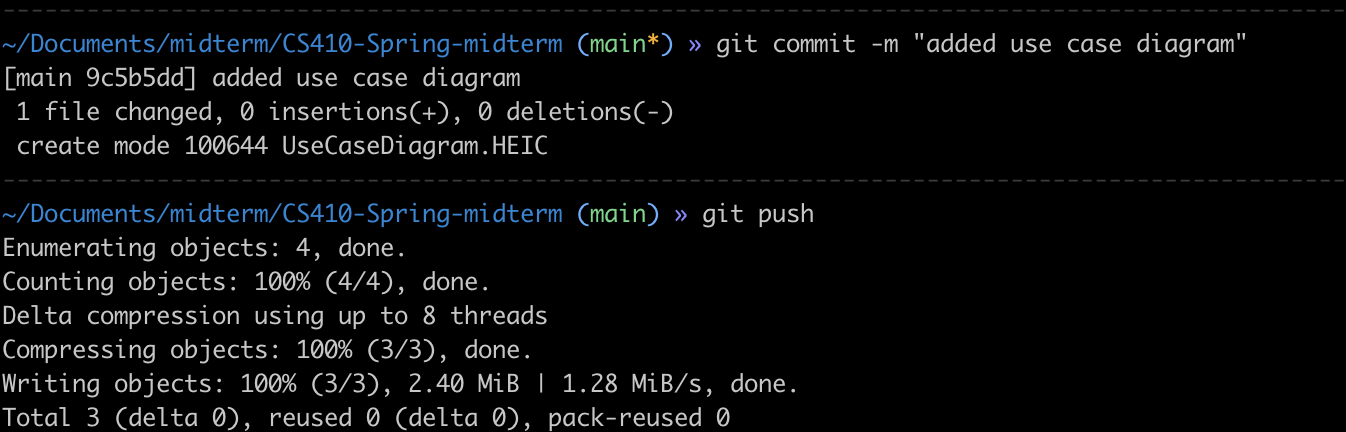 ~/Documents/midterm/CS410-Spring-midterm (main*) » git commit -m "added use case diagram"
[main 9c5b5dd] added use case diagram
 1 file changed, 0 insertions(+), 0 deletions(-)
 create mode 100644 UseCaseDiagram.HEIC
~/Documents/midterm/CS410-Spring-midterm (main) » git push
Enumerating objects: 4, done.
Counting objects: 100% (4/4), done.
Delta compression using up to 8 threads
Compressing objects: 100% (3/3), done.
Writing objects: 100% (3/3), 2.40 MiB | 1.28 MiB/s, done.
Total 3 (delta 0), reused 0 (delta 0), pack-reused 0